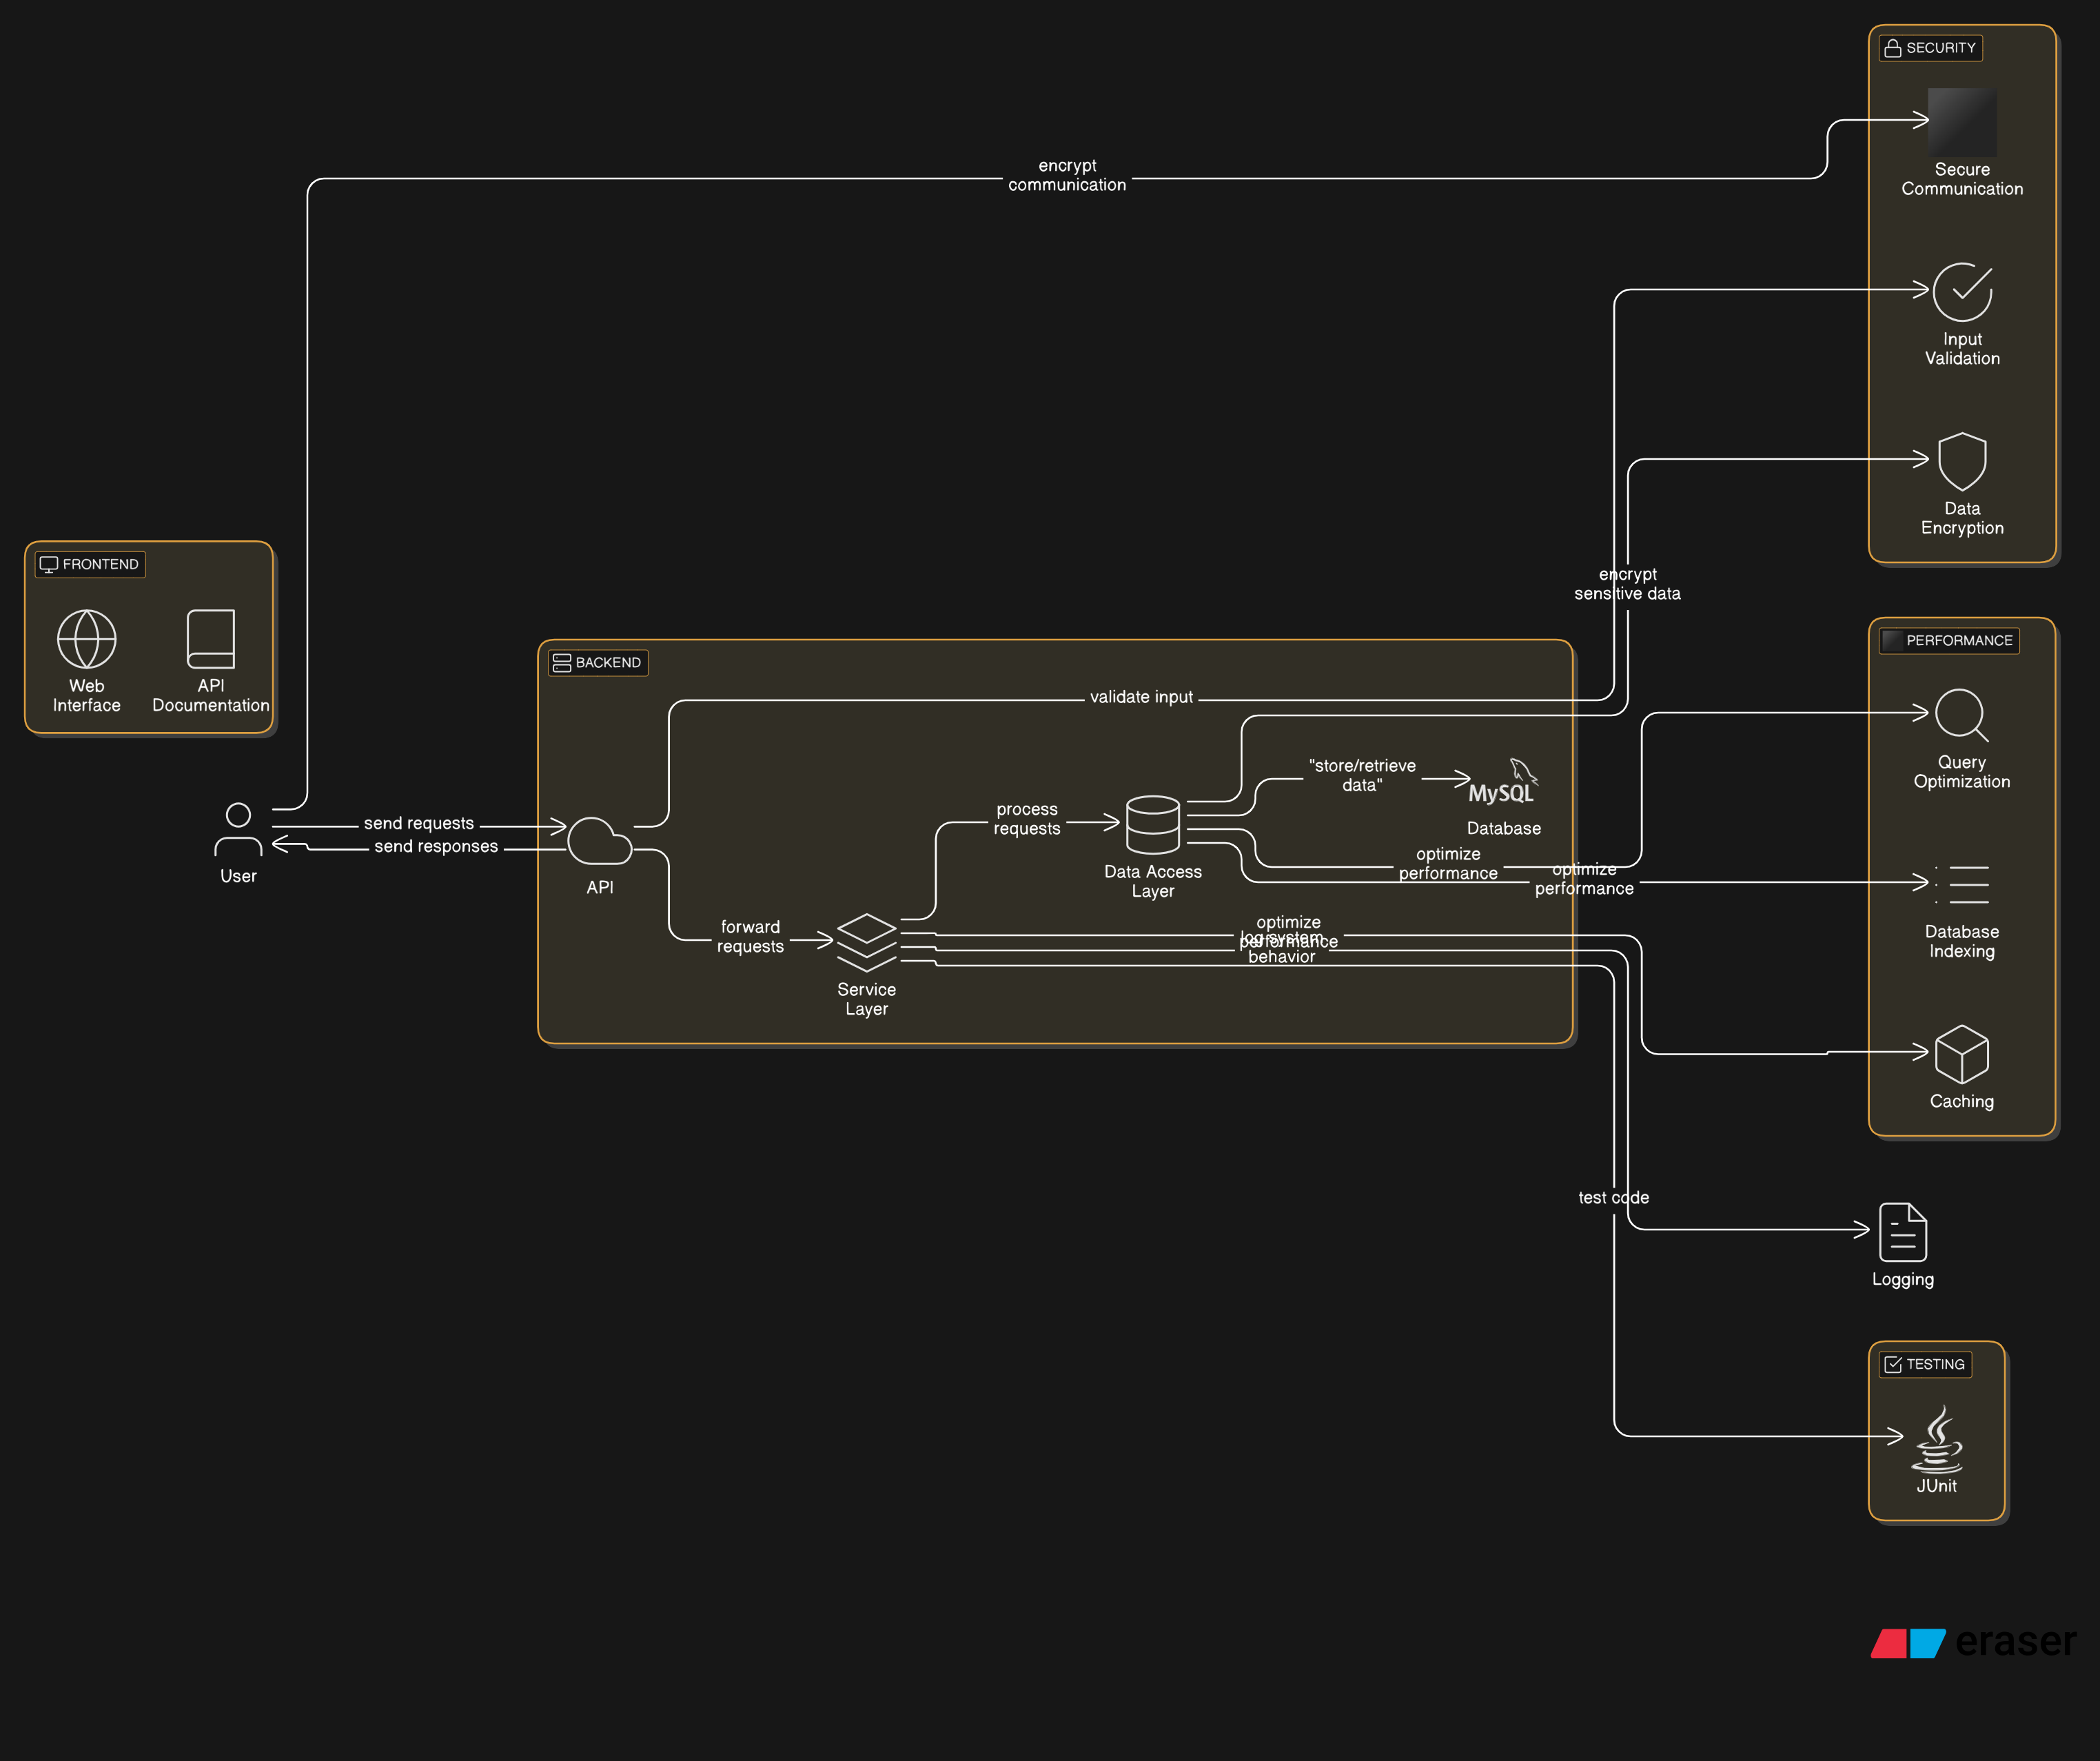 SECURITY
Secure
Communication
encrypt
communication
Input
Validation
Data
Encryption
FRONTEND
Web
Interface
API
Documentation
encrypt
sensitive data
PERFORMANCE
BACKEND
validate input
Query
Optimization
"store/retrieve
data"
MySQL
Database
process
requests
send requests
send responses
User
API
Data Access
Layer
optimize
performance
optimize
performance
forward
requests
optimize
performance
log system
behavior
Service
Layer
Database
Indexing
Caching
test code
Logging
TESTING
JUnit
eraser